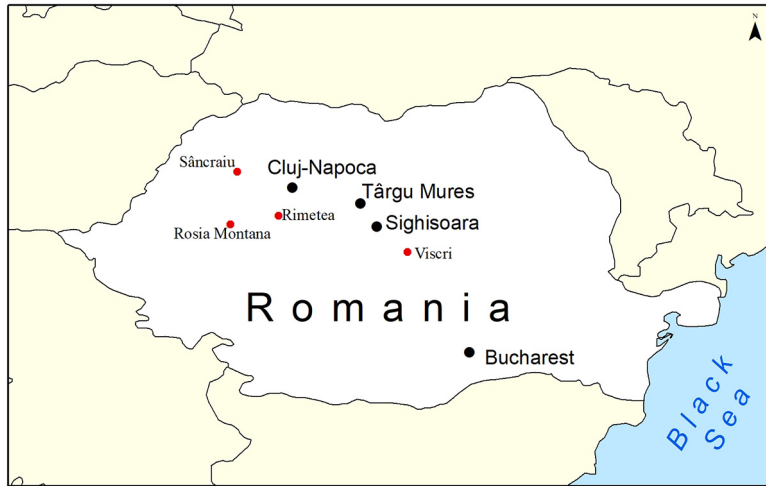 N
Sâncraiu
Cluj-Napoca
Târgu Mures
Rimetea
Sighisoara
Rosia Montana
Viscri
Romania
Bucharest
Black
Sea